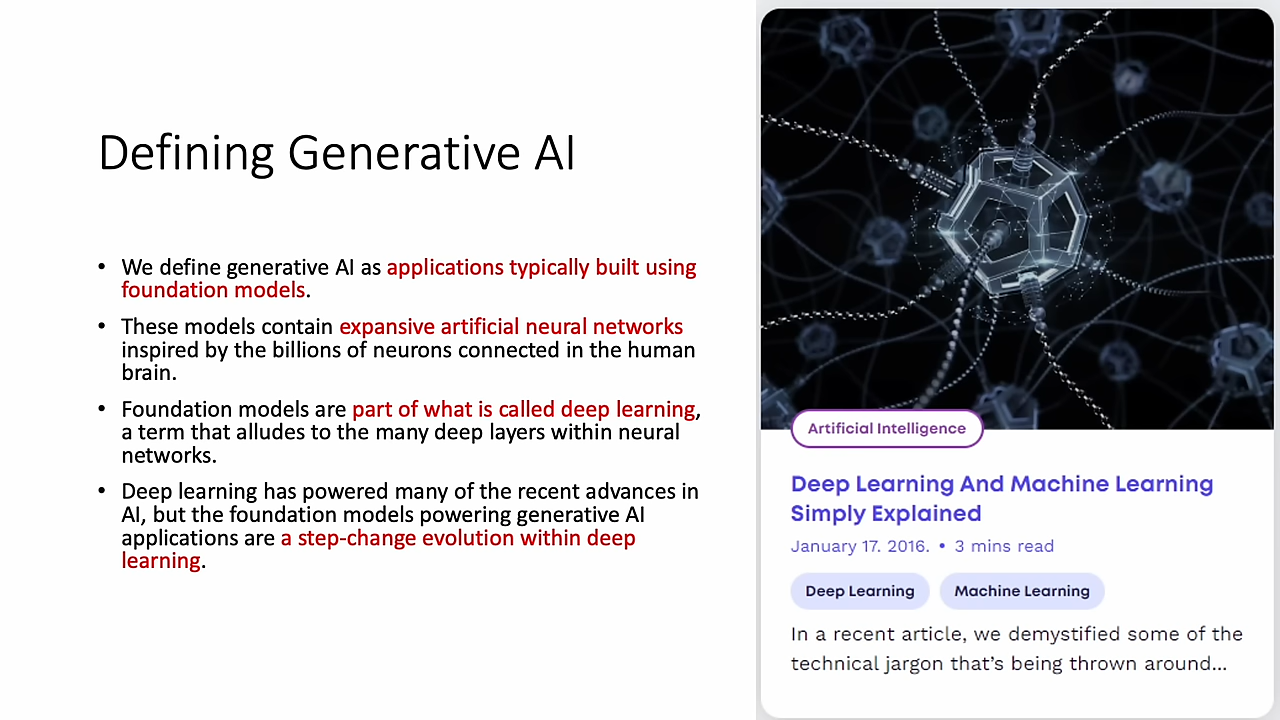 Defining Generative AI
• We define generative AI as applications typically built using
foundation models.
• These models contain expansive artificial neural networks
inspired by the billions of neurons connected in the human
brain.
• Foundation models are part of what is called deep learning,
a term that alludes to the many deep layers within neural
networks.
• Deep learning has powered many of the recent advances in
AI, but the foundation models powering generative AI
applications are a step-change evolution within deep
learning.
Artificial Intelligence
Deep Learning And Machine Learning
Simply Explained
January 17. 2016. • 3 mins read
Deep Learning
Machine Learning
In a recent article, we demystified some of the
technical jargon that’s being thrown around...